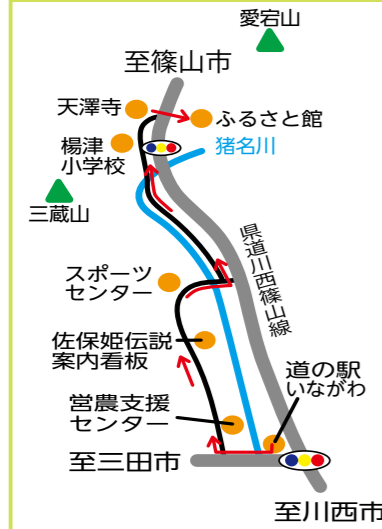 愛宕山
至篠山市
天澤寺
ふるさと館
楊津
小学校
猪名川
三蔵山
県道川西篠山線
スポーツ
センター
佐保姫伝説
案内看板
道の駅
いながわ
営農支援
センター
至三田市
至川西市